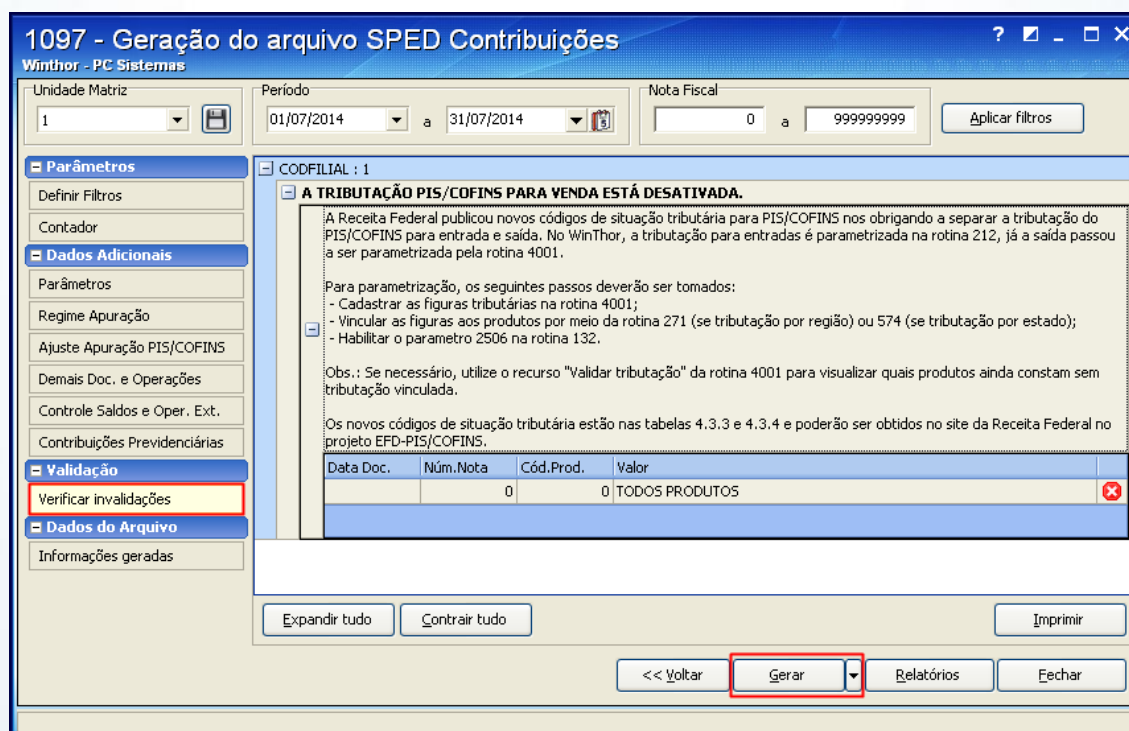 1097 - Geração do arquivo SPED Contribuições
Winthor - PC Sistemas
Unidade Matriz
1
Período
01/07/2014 a 31/07/2014
Nota Fiscal
0 a 999999999
Aplicar filtros
Parâmetros
Definir Filtros
Contador
Dados Adicionais
Parâmetros
Regime Apuração
Ajuste Apuração PIS/COFINS
Demais Doc. e Operações
Controle Saldos e Oper. Ext.
Contribuições Previdenciárias
Validação
Verificar invalidações
Dados do Arquivo
Informações geradas
CODFILIAL : 1
A TRIBUTAÇÃO PIS/COFINS PARA VENDA ESTÁ DESATIVADA.
A Receita Federal publicou novos códigos de situação tributária para PIS/COFINS nos obrigando a separar a tributação do
PIS/COFINS para entrada e saída. No WinThor, a tributação para entradas é parametrizada na rotina 212, já a saída passou
a ser parametrizada pela rotina 4001.
Para parametrização, os seguintes passos deverão ser tomados:
- Cadastrar as figuras tributárias na rotina 4001;
- Vincular as figuras aos produtos por meio da rotina 271 (se tributação por região) ou 574 (se tributação por estado);
- Habilitar o parametro 2506 na rotina 132.
Obs.: Se necessário, utilize o recurso "Validar tributação" da rotina 4001 para visualizar quais produtos ainda constam sem
tributação vinculada.
Os novos códigos de situação tributária estão nas tabelas 4.3.3 e 4.3.4 e poderão ser obtidos no site da Receita Federal no
projeto EFD-PIS/COFINS.
Data Doc. Núm.Nota Cód.Prod. Valor
0 0 TODOS PRODUTOS
Expandir tudo
Contrair tudo
Imprimir
<< Voltar
Gerar
Relatórios
Fechar